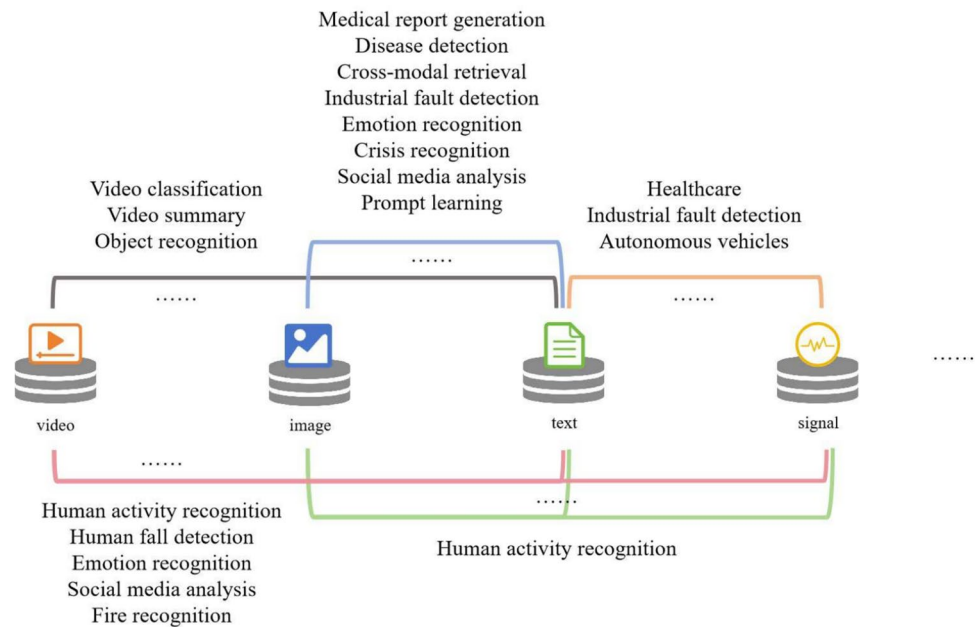 Medical report generation
Disease detection
Cross-modal retrieval
Industrial fault detection
Emotion recognition
Crisis recognition
Social media analysis
Prompt learning
......
Video classification
Video summary
Object recognition
......
Healthcare
Industrial fault detection
Autonomous vehicles
......
......
video
image
text
signal
......
Human activity recognition
Human fall detection
Emotion recognition
Social media analysis
Fire recognition
......
Human activity recognition